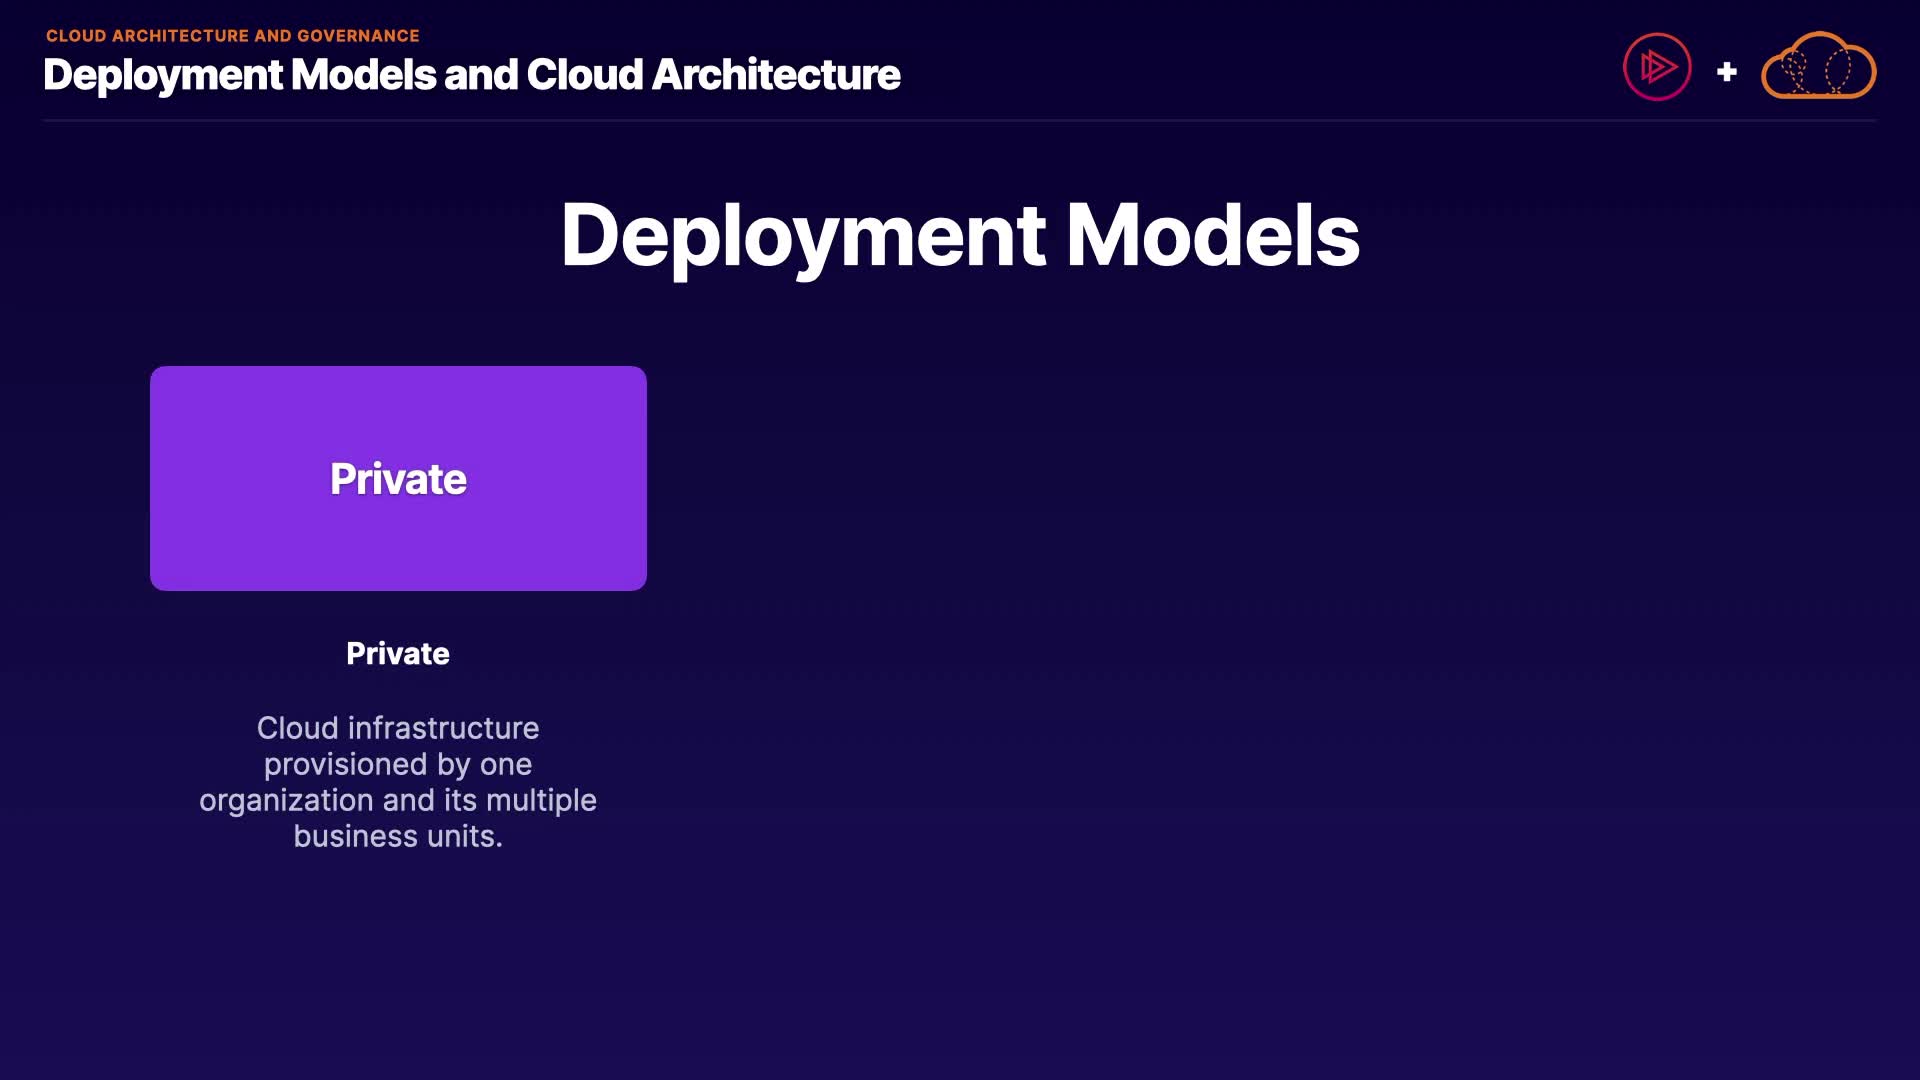 CLOUD ARCHITECTURE AND GOVERNANCE
Deployment Models and Cloud Architecture
+
Deployment Models
Private
Private
Cloud infrastructure
provisioned by one
organization and its multiple
business units.